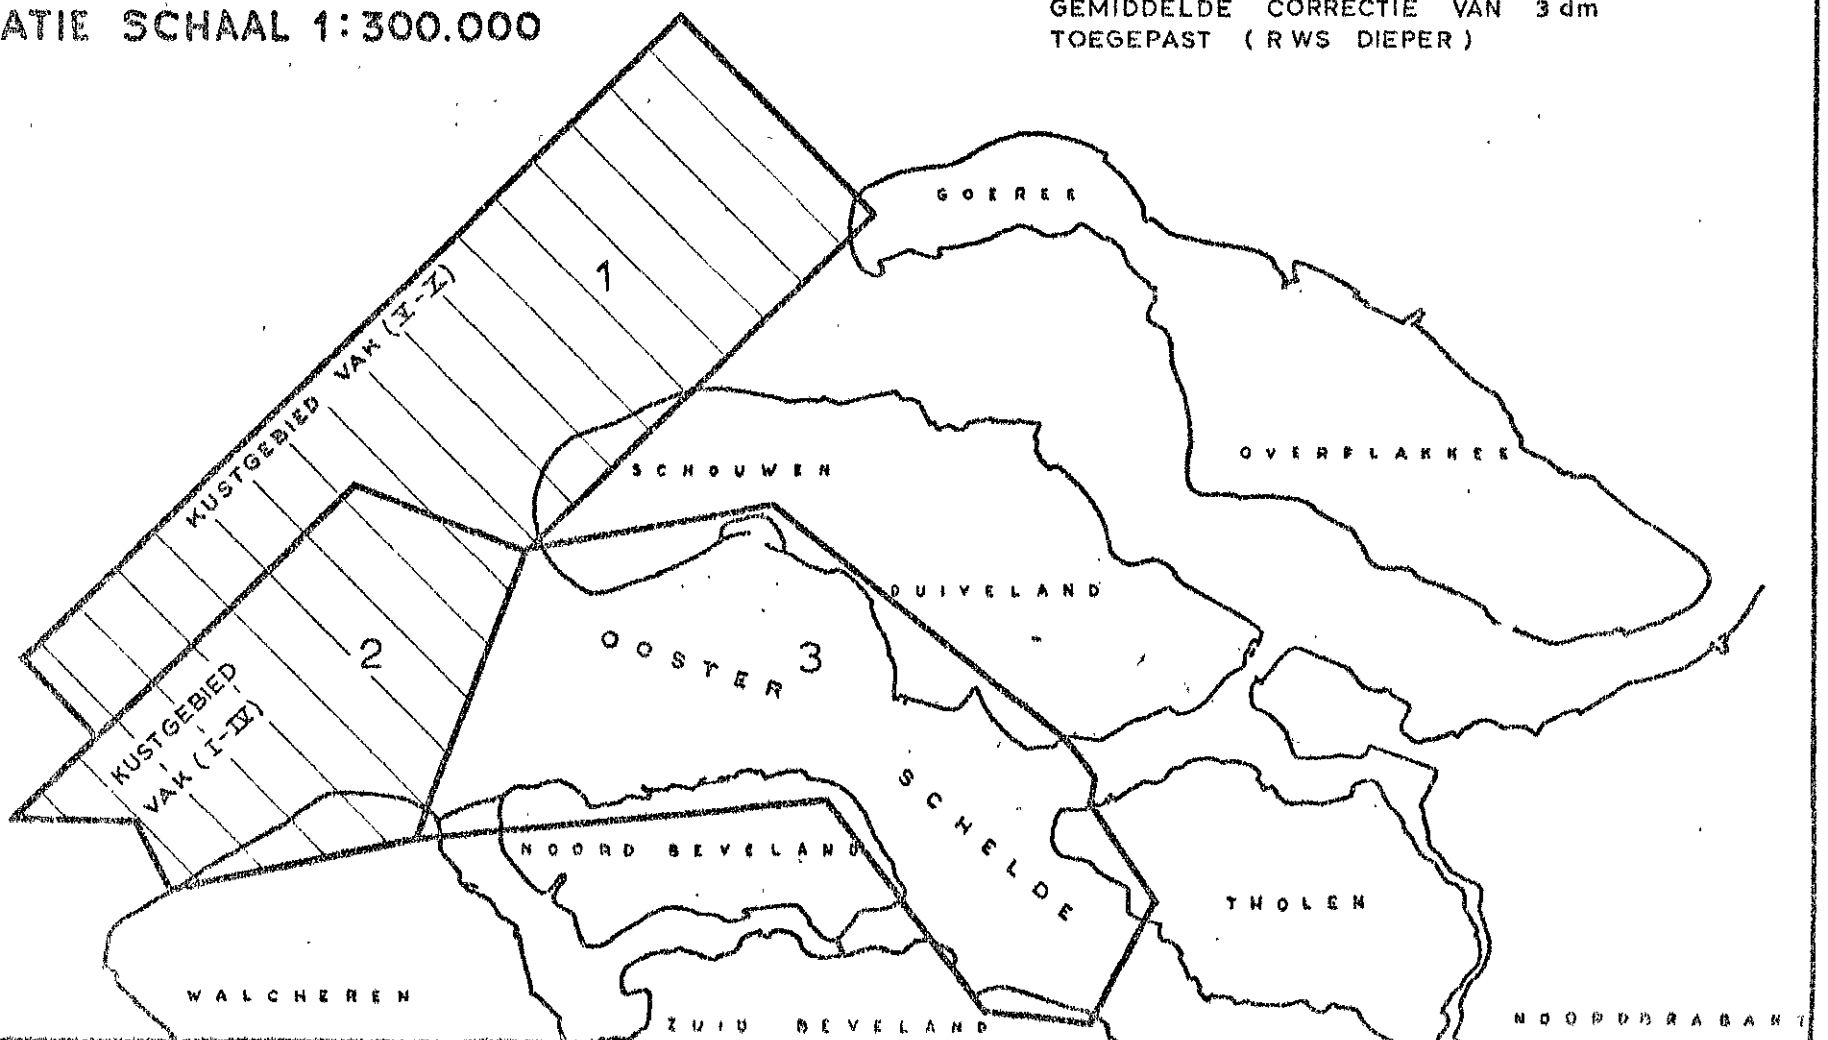 ATIE SCHAAL 1:300.000
GEMIDDELDE CORRECTIE VAN 3 dm
TOEGEPAST (RWS DIEPER)
GOEREE
1
KUSTGEBIED VAK (V-X)
OVERFLAKKEE
SCHOUWEN
DUIVELAND
2
OOSTER
3
KUSTGEBIED
VAK (I-IV)
SCHELDE
NOORD BEVELAND
THOLEN
WALCHEREN
ZUID BEVELAND
NOORDBRABANT